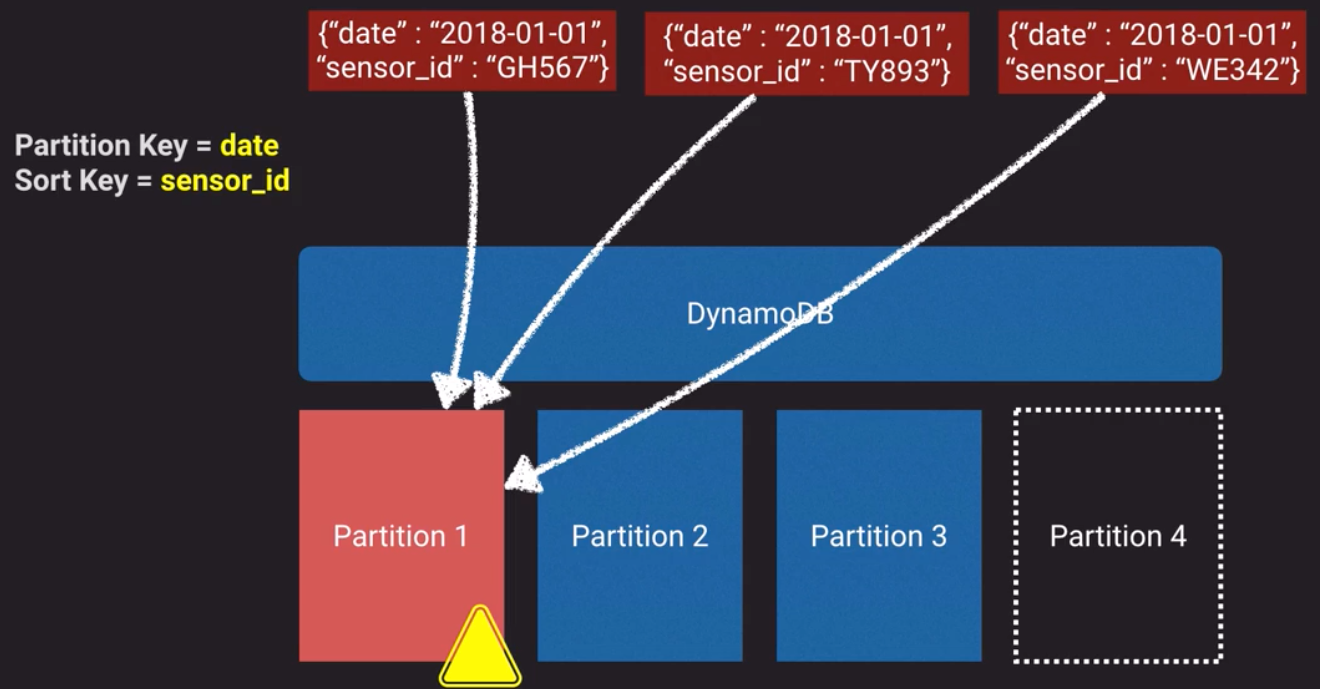 {“date” : “2018-01-01”,
“sensor_id” : “GH567”}
{“date” : “2018-01-01”,
“sensor_id” : “TY893”}
{“date” : “2018-01-01”,
“sensor_id” : “WE342”}
Partition Key = date
Sort Key = sensor_id
DynamoDB
Partition 1
Partition 2
Partition 3
Partition 4